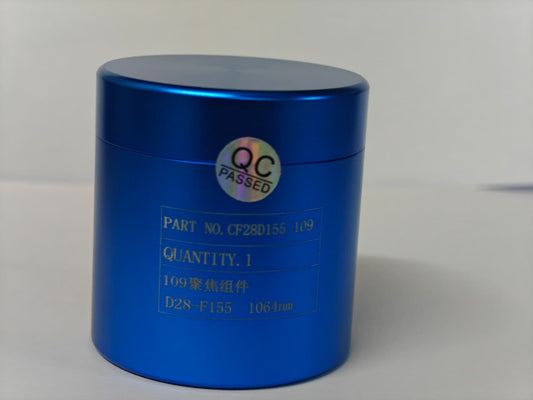 QC
PASSED
PART NO.CF28D155 109
QUANTITY.1
109聚焦组件
D28-F155 1064nm